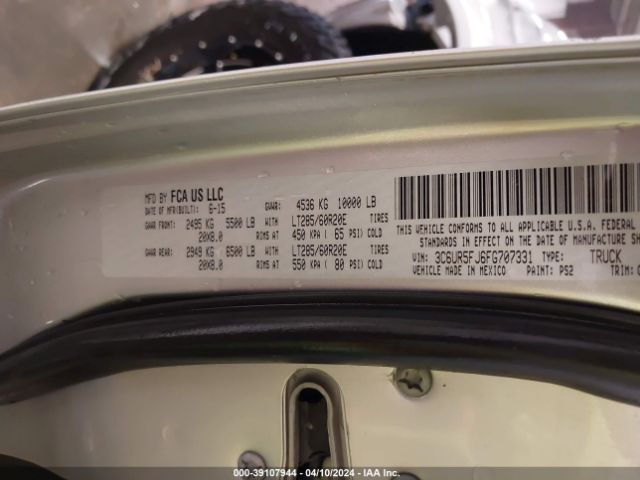 MFD BY FCA US LLC
DATE OF MFR(BUILT): 6-15 GVWR: 4536 KG 10000 LB
GAWR FRONT: 2495 KG 5500 LB WITH LT285/60R20E TIRES
20X8.0 RIMS AT 450 KPA ( 65 PSI) COLD
GAWR REAR: 2949 KG 6500 LB WITH LT285/60R20E TIRES
20X8.0 RIMS AT 550 KPA ( 80 PSI) COLD
THIS VEHICLE CONFORMS TO ALL APPLICABLE U.S.A. FEDERAL
STANDARDS IN EFFECT ON THE DATE OF MANUFACTURE SH
VIN: 3C6UR5FJ6FG707331 TYPE: TRUCK
VEHICLE MADE IN MEXICO PAINT: PS2 TRIM:
000-39107944 — 04/10/2024 — IAA Inc.